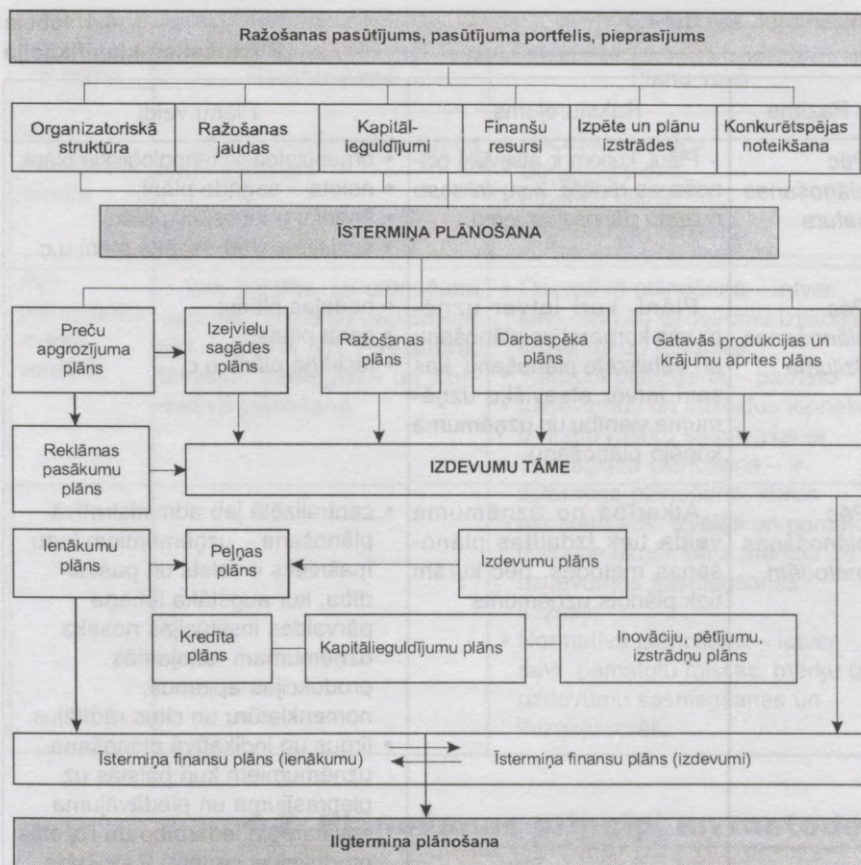 Ražošanas pasūtījums, pasūtījuma portfelis, pieprasījums
Organizatoriskā
struktūra
Ražošanas
jaudas
Kapitāl-
ieguldījumi
Finanšu
resursi
Izpēte un plānu
izstrādes
Konkurētspējas
noteikšana
ĪSTERMIŅA PLĀNOŠANA
Preču
apgrozījuma
plāns
Izejvielu
sagādes
plāns
Ražošanas
plāns
Darbaspēka
plāns
Gatavās produkcijas un
krājumu aprites plāns
Reklāmas
pasākumu
plāns
IZDEVUMU TĀME
Ienākumu
plāns
Peļņas
plāns
Izdevumu plāns
Kredīta
plāns
Kapitālieguldījumu plāns
Inovāciju, pētījumu,
izstrādņu plāns
Īstermiņa finansu plāns (ienākumu)
Īstermiņa finansu plāns (izdevumi)
Ilgtermiņa plānošana